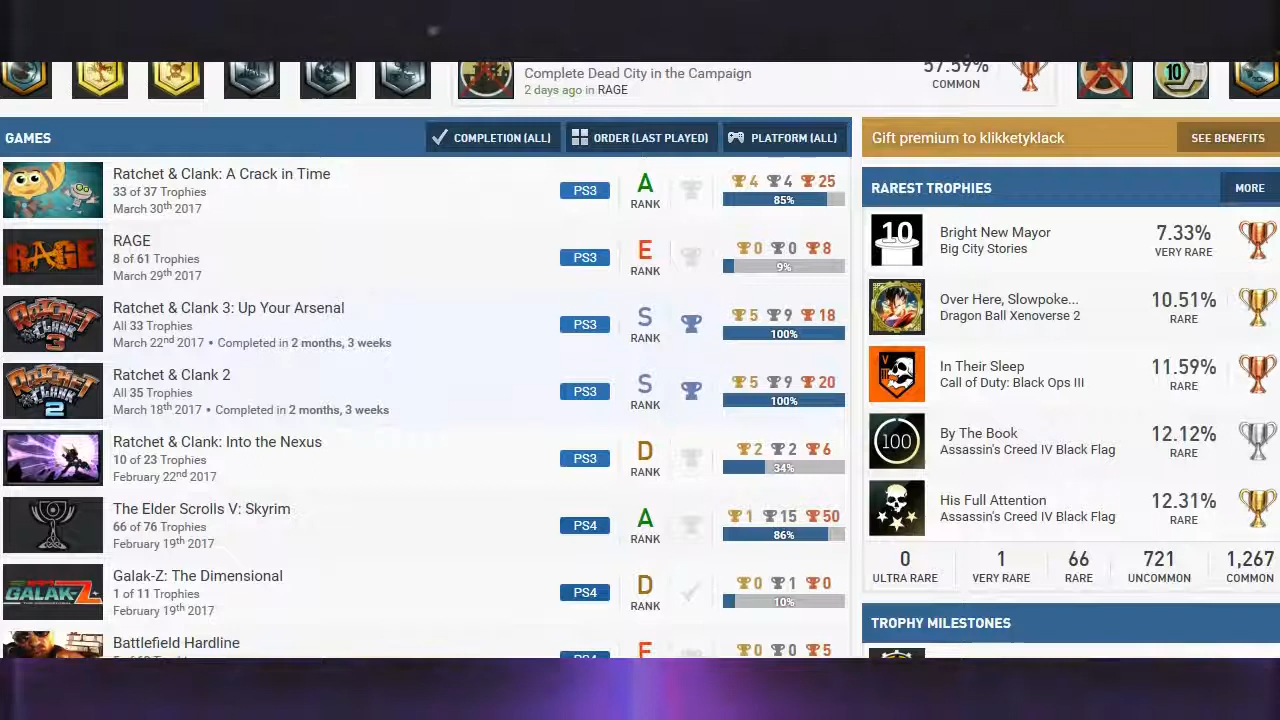 Complete Dead City in the Campaign
2 days ago in RAGE
57.59%
COMMON
10
GAMES
COMPLETION (ALL)
ORDER (LAST PLAYED)
PLATFORM (ALL)
Ratchet & Clank: A Crack in Time
33 of 37 Trophies
March 30th 2017
PS3
A
RANK
4 4 25
85%
RAGE
RAGE
8 of 61 Trophies
March 29th 2017
PS3
E
RANK
0 0 8
9%
RATCHET
CLANK
3
Ratchet & Clank 3: Up Your Arsenal
All 33 Trophies
March 22nd 2017 • Completed in 2 months, 3 weeks
PS3
S
RANK
5 9 18
100%
RATCHET
CLANK
2
Ratchet & Clank 2
All 35 Trophies
March 18th 2017 • Completed in 2 months, 3 weeks
PS3
S
RANK
5 9 20
100%
Ratchet & Clank: Into the Nexus
10 of 23 Trophies
February 22nd 2017
PS3
D
RANK
2 2 6
34%
The Elder Scrolls V: Skyrim
66 of 76 Trophies
February 19th 2017
PS4
A
RANK
1 15 50
86%
GALAK-Z
Galak-Z: The Dimensional
1 of 11 Trophies
February 19th 2017
PS4
D
RANK
0 1 0
10%
Battlefield Hardline
PS4
0 0 5
Gift premium to klikketyklack
SEE BENEFITS
RAREST TROPHIES
MORE
10
Bright New Mayor
Big City Stories
7.33%
VERY RARE
Over Here, Slowpoke...
Dragon Ball Xenoverse 2
10.51%
RARE
In Their Sleep
Call of Duty: Black Ops III
11.59%
RARE
100
By The Book
Assassin's Creed IV Black Flag
12.12%
RARE
His Full Attention
Assassin's Creed IV Black Flag
12.31%
RARE
0 1 66 721 1,267
ULTRA RARE VERY RARE RARE UNCOMMON COMMON
TROPHY MILESTONES